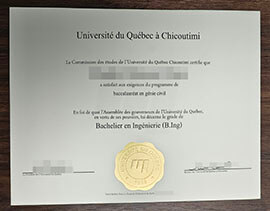 Université du Québec à Chicoutimi
La Commission des études de l'Université du Québec à Chicoutimi certifie que
a satisfait aux exigences du programme de
baccalauréat en génie civil
En foi de quoi l'Assemblée des gouverneurs de l'Université du Québec,
en vertu de ses pouvoirs, lui décerne le grade de
Bachelier en Ingénierie (B.Ing)